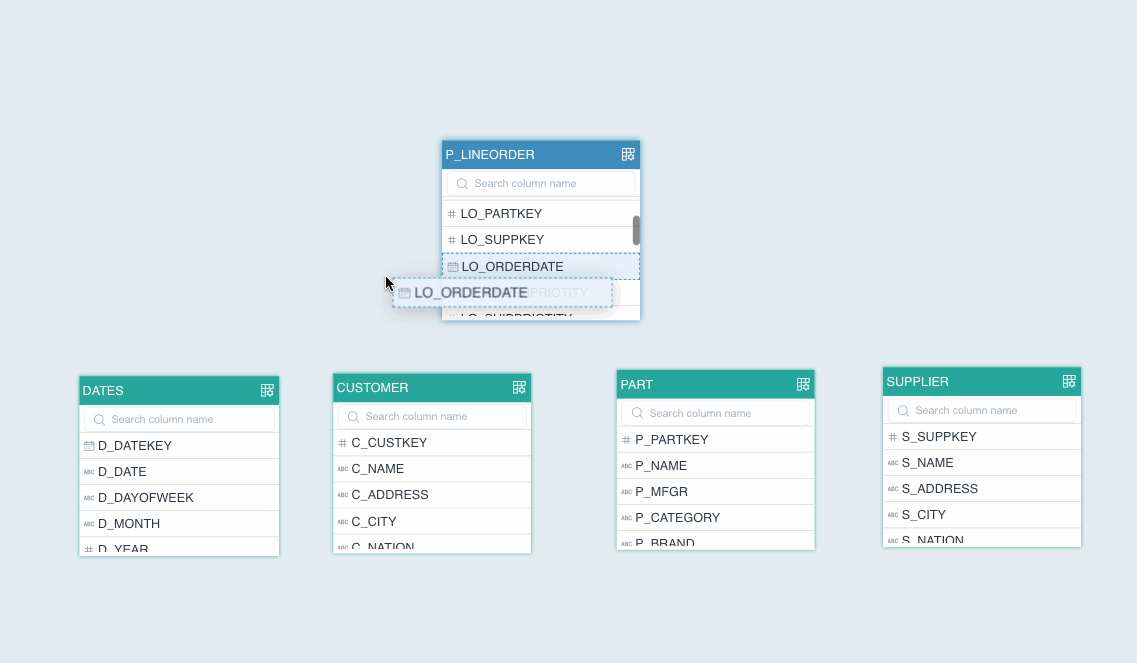 P_LINEORDER
Search column name
LO_PARTKEY
LO_SUPPKEY
LO_ORDERDATE
LO_ORDERDATE PRIOTITY
LO_SHIPPRIOTITY
DATES
Search column name
D_DATEKEY
ABC D_DATE
ABC D_DAYOFWEEK
ABC D_MONTH
D_YEAR
CUSTOMER
Search column name
C_CUSTKEY
ABC C_NAME
ABC C_ADDRESS
ABC C_CITY
ABC C_NATION
PART
Search column name
P_PARTKEY
ABC P_NAME
ABC P_MFGR
ABC P_CATEGORY
ABC P_BRAND
SUPPLIER
Search column name
S_SUPPKEY
ABC S_NAME
ABC S_ADDRESS
ABC S_CITY
ABC S_NATION